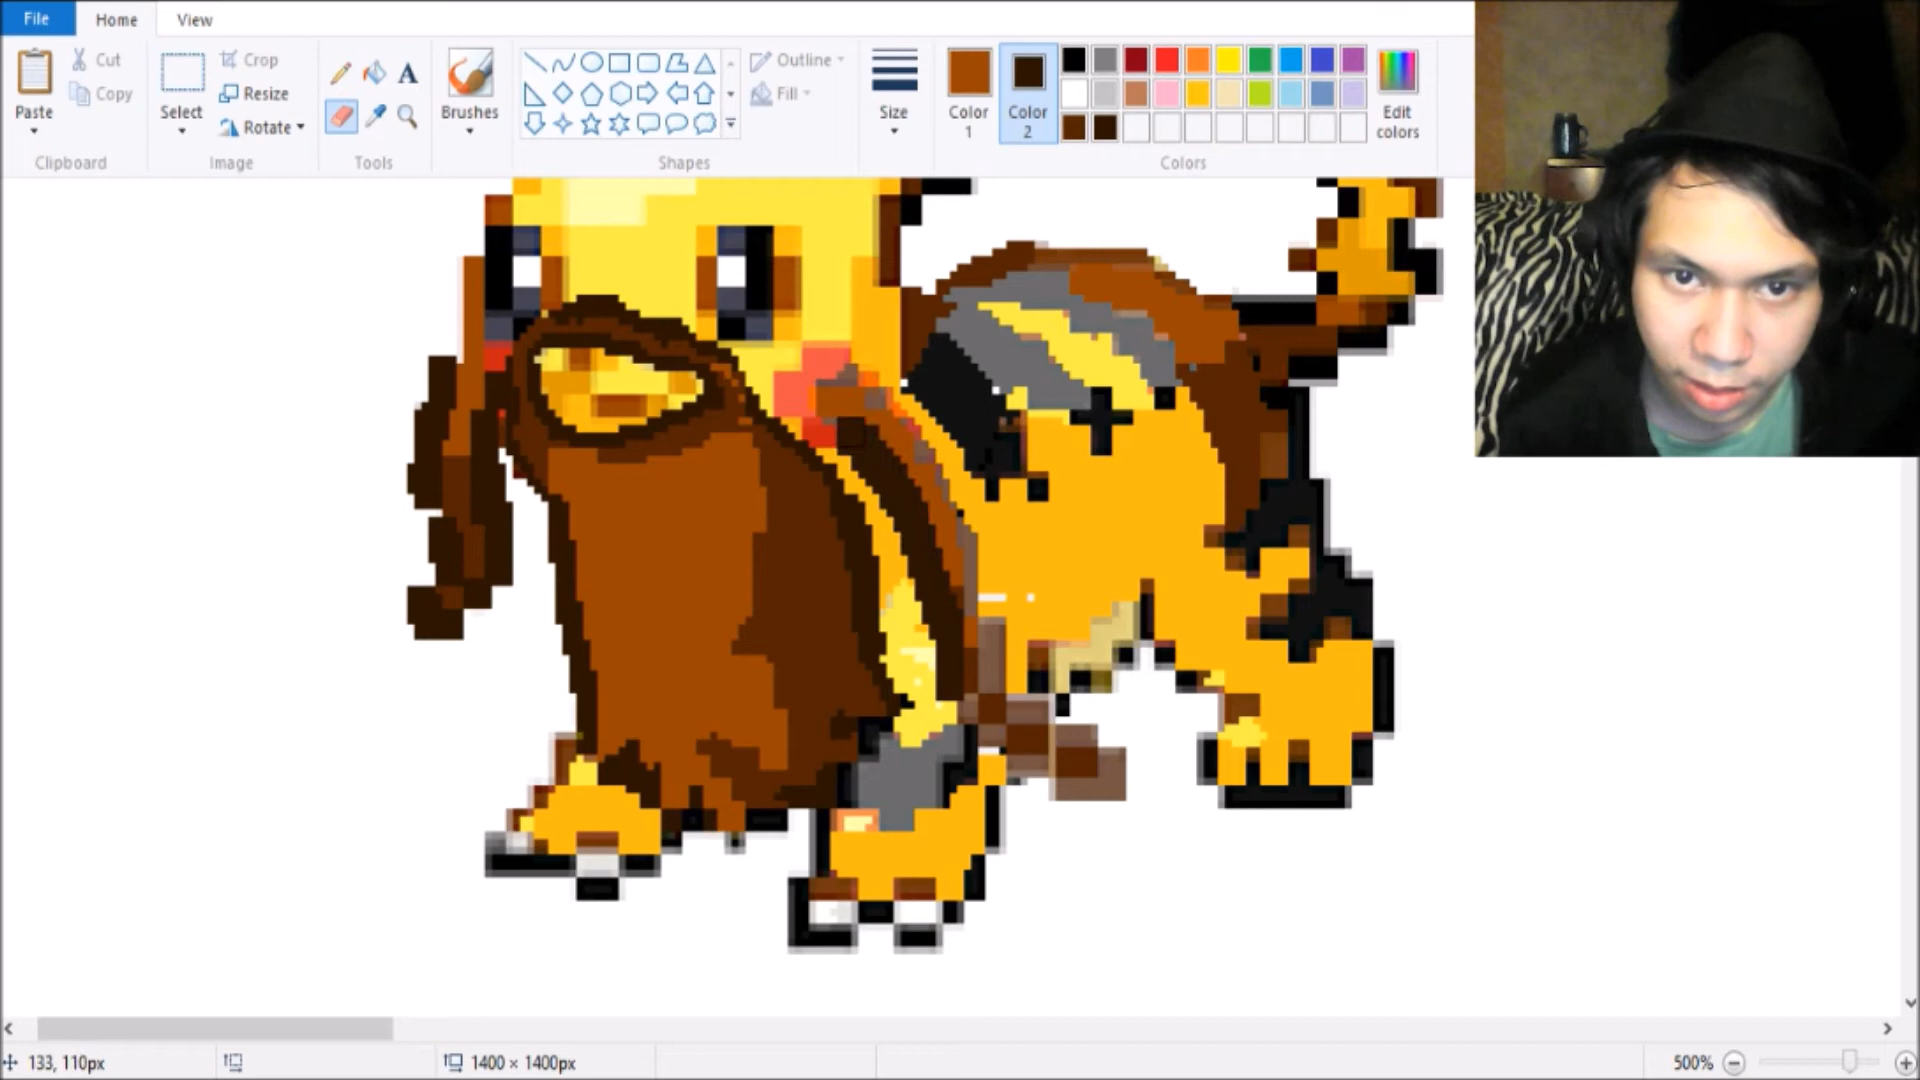 File Home View
Paste
Cut
Copy
Clipboard
Select
Crop
Resize
Rotate
Image
A
Tools
Brushes
Outline
Fill
Shapes
Size
Color 1
Color 2
Edit colors
Colors
133, 110px
1400 × 1400px
500%